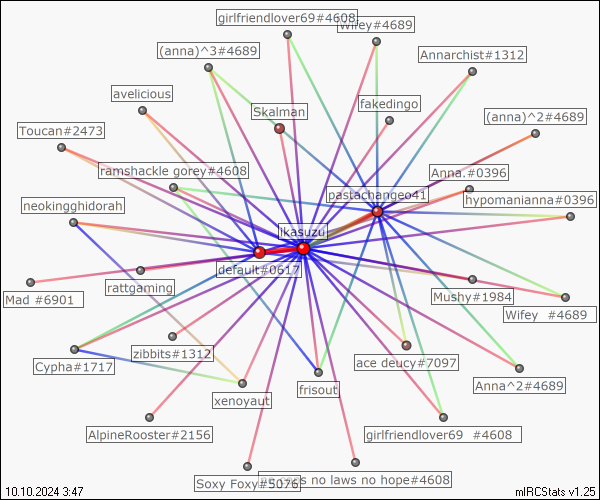 girlfriendlover69#4608
Wifey#4689
(anna)^3#4689
Annarchist#1312
avelicious
fakedingo
Skalman
(anna)^2#4689
Toucan#2473
ramshackle gorey#4608
Anna.#0396
pastachangeo41
hypomanianna#0396
neokingghidorah
ikasuzu
default#0617
rattgaming
Mad #6901
Mushy#1984
Wifey #4689
zibbits#1312
Cypha#1717
ace deucy#7097
Anna^2#4689
xenoyaut
frisout
AlpineRooster#2156
girlfriendlover69 #4608
Soxy Foxy#5076
no laws no hope#4608
10.10.2024 3:47
mIRCStats v1.25